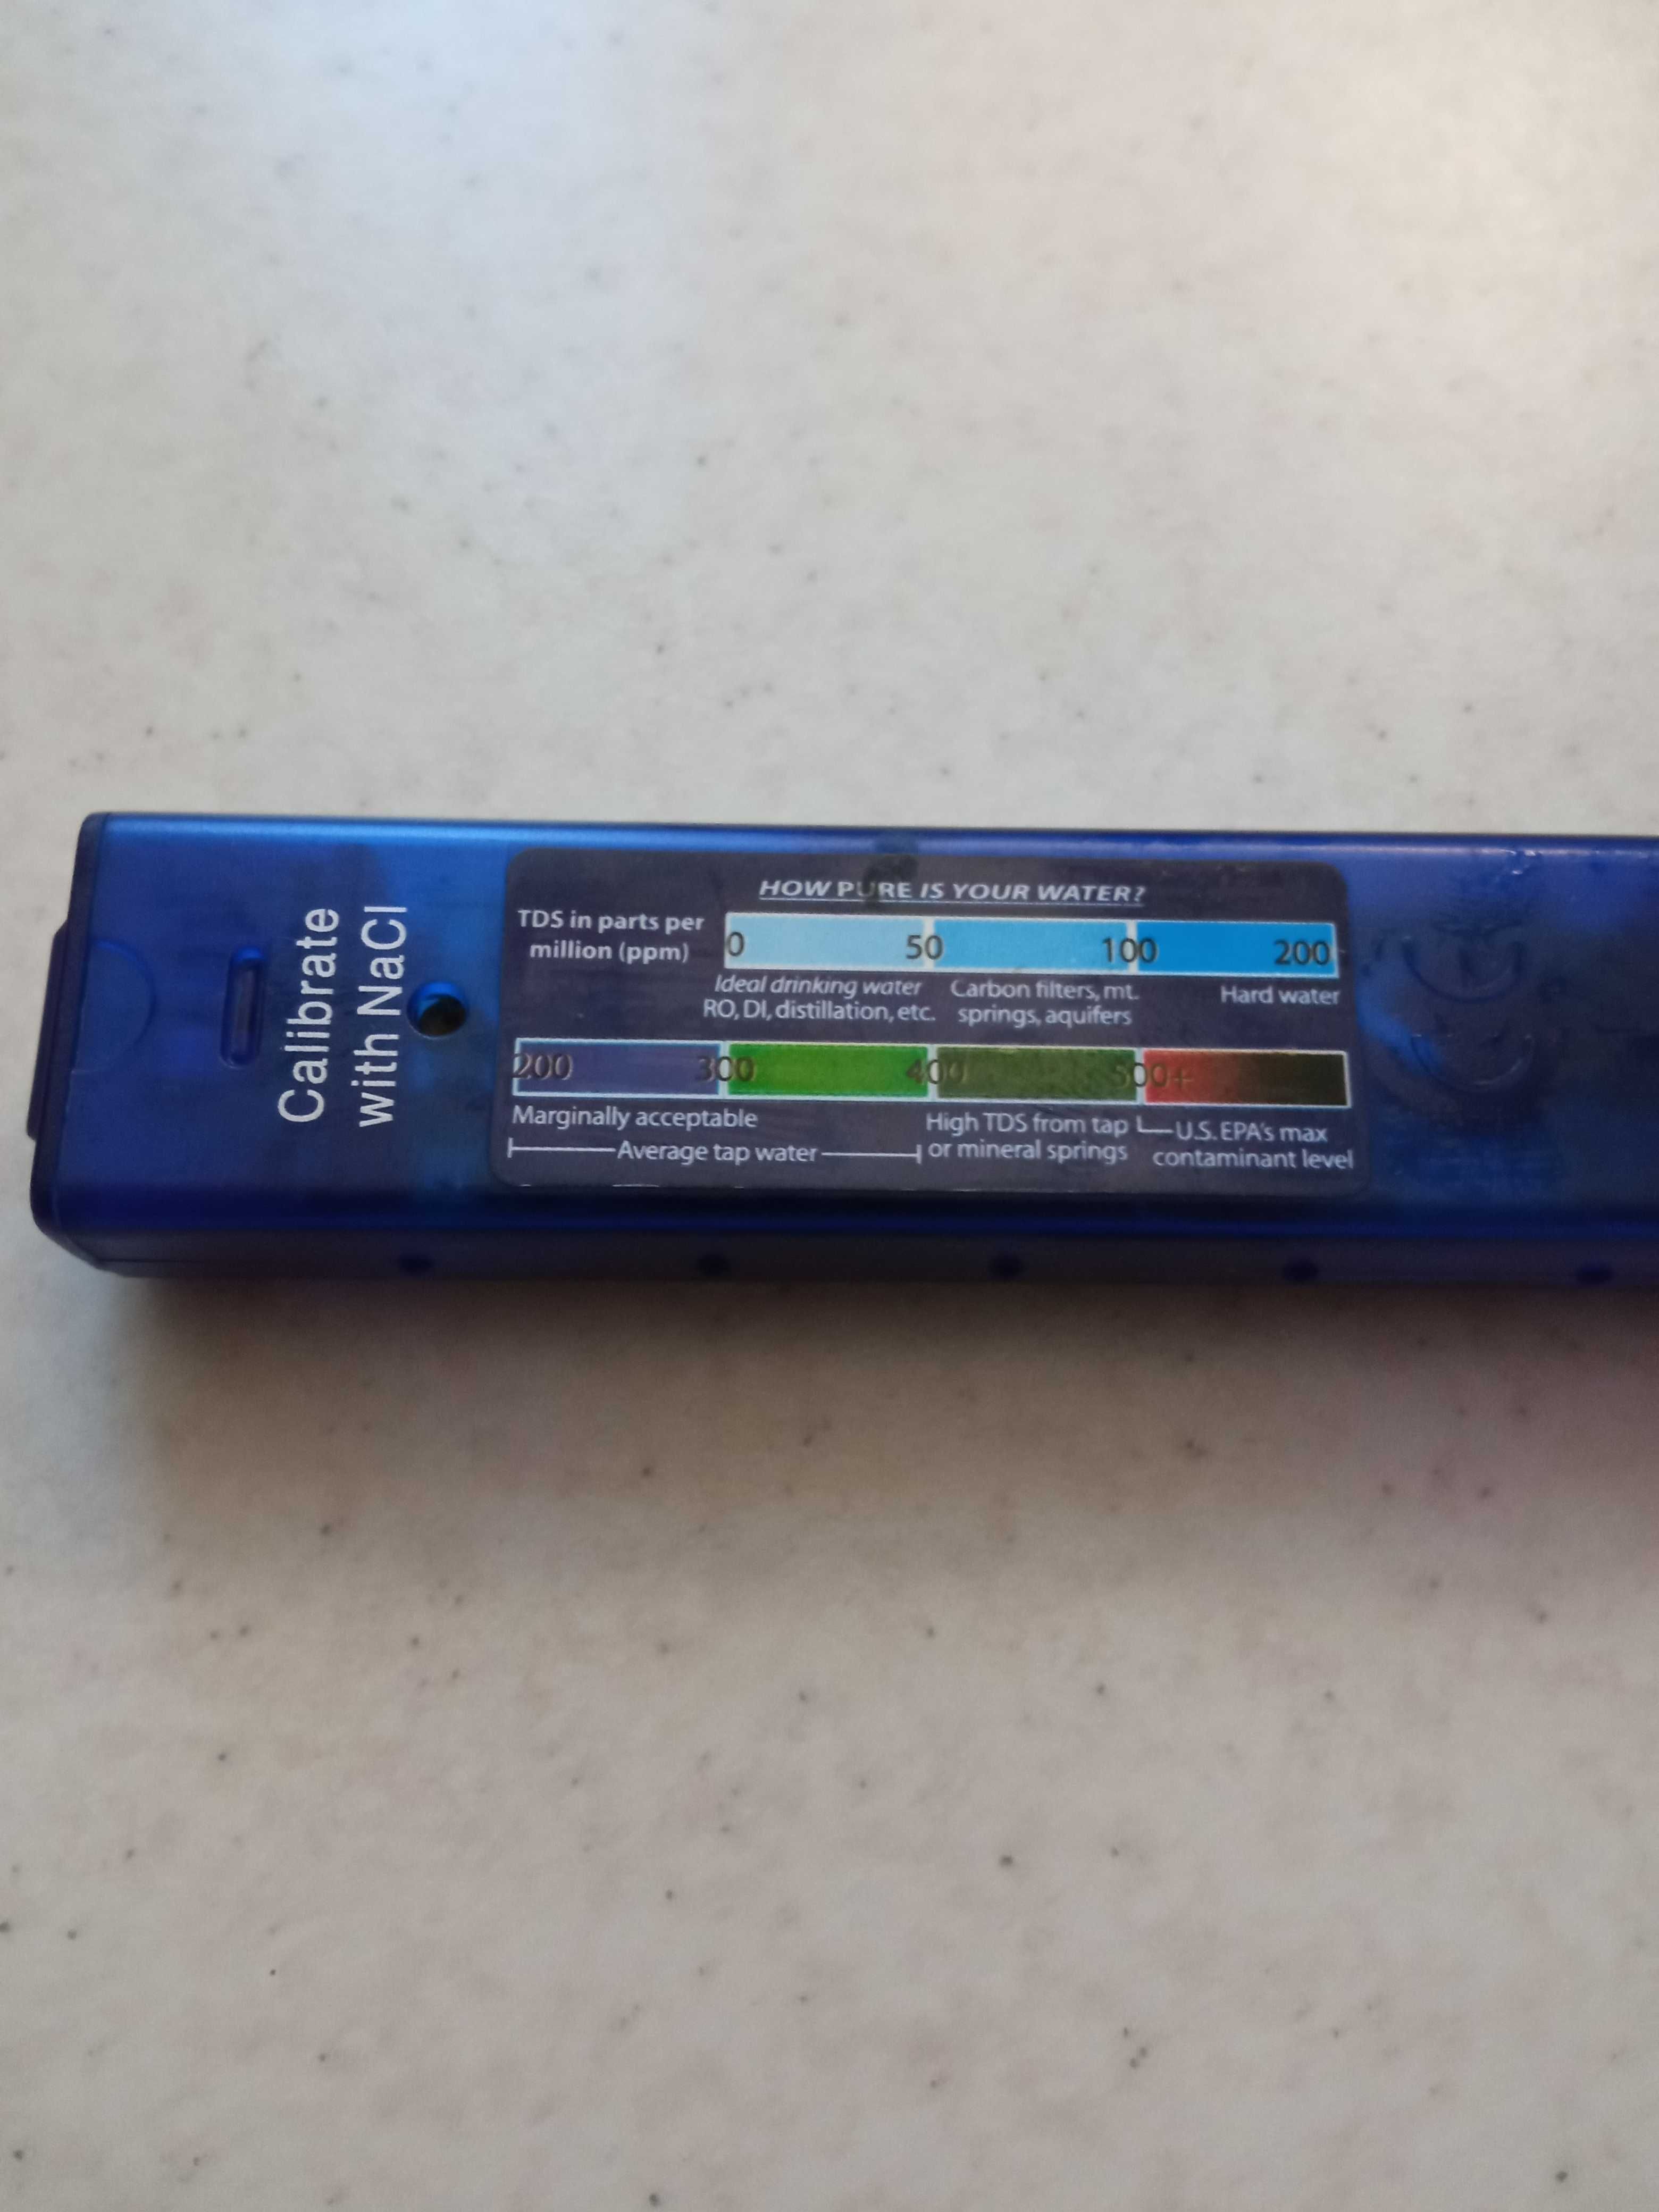 Calibrate
with NaCl
HOW PURE IS YOUR WATER?
TDS in parts per
million (ppm)
0 50 100 200
Ideal drinking water
RO, DI, distillation, etc.
Carbon filters, mt.
springs, aquifers
Hard water
200 300 400 500+
Marginally acceptable
Average tap water
High TDS from tap
or mineral springs
U.S. EPA's max
contaminant level
CE